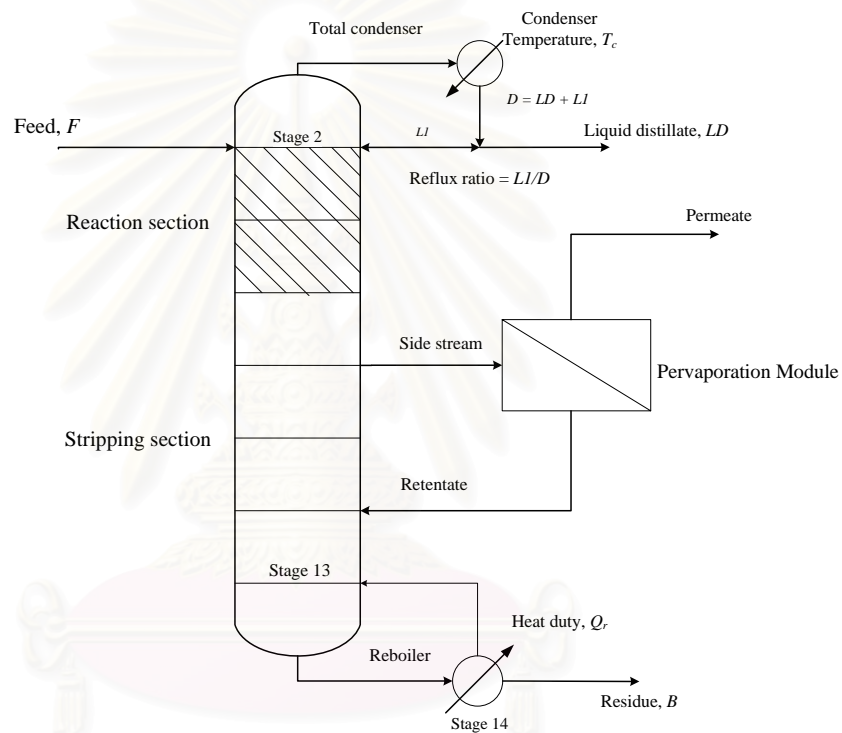 Total condenser
Condenser
Temperature, Tc
D = LD + L1
Feed, F
Stage 2
L1
Liquid distillate, LD
Reflux ratio = L1/D
Reaction section
Permeate
Side stream
Pervaporation Module
Stripping section
Retentate
Stage 13
Heat duty, Qr
Reboiler
Residue, B
Stage 14